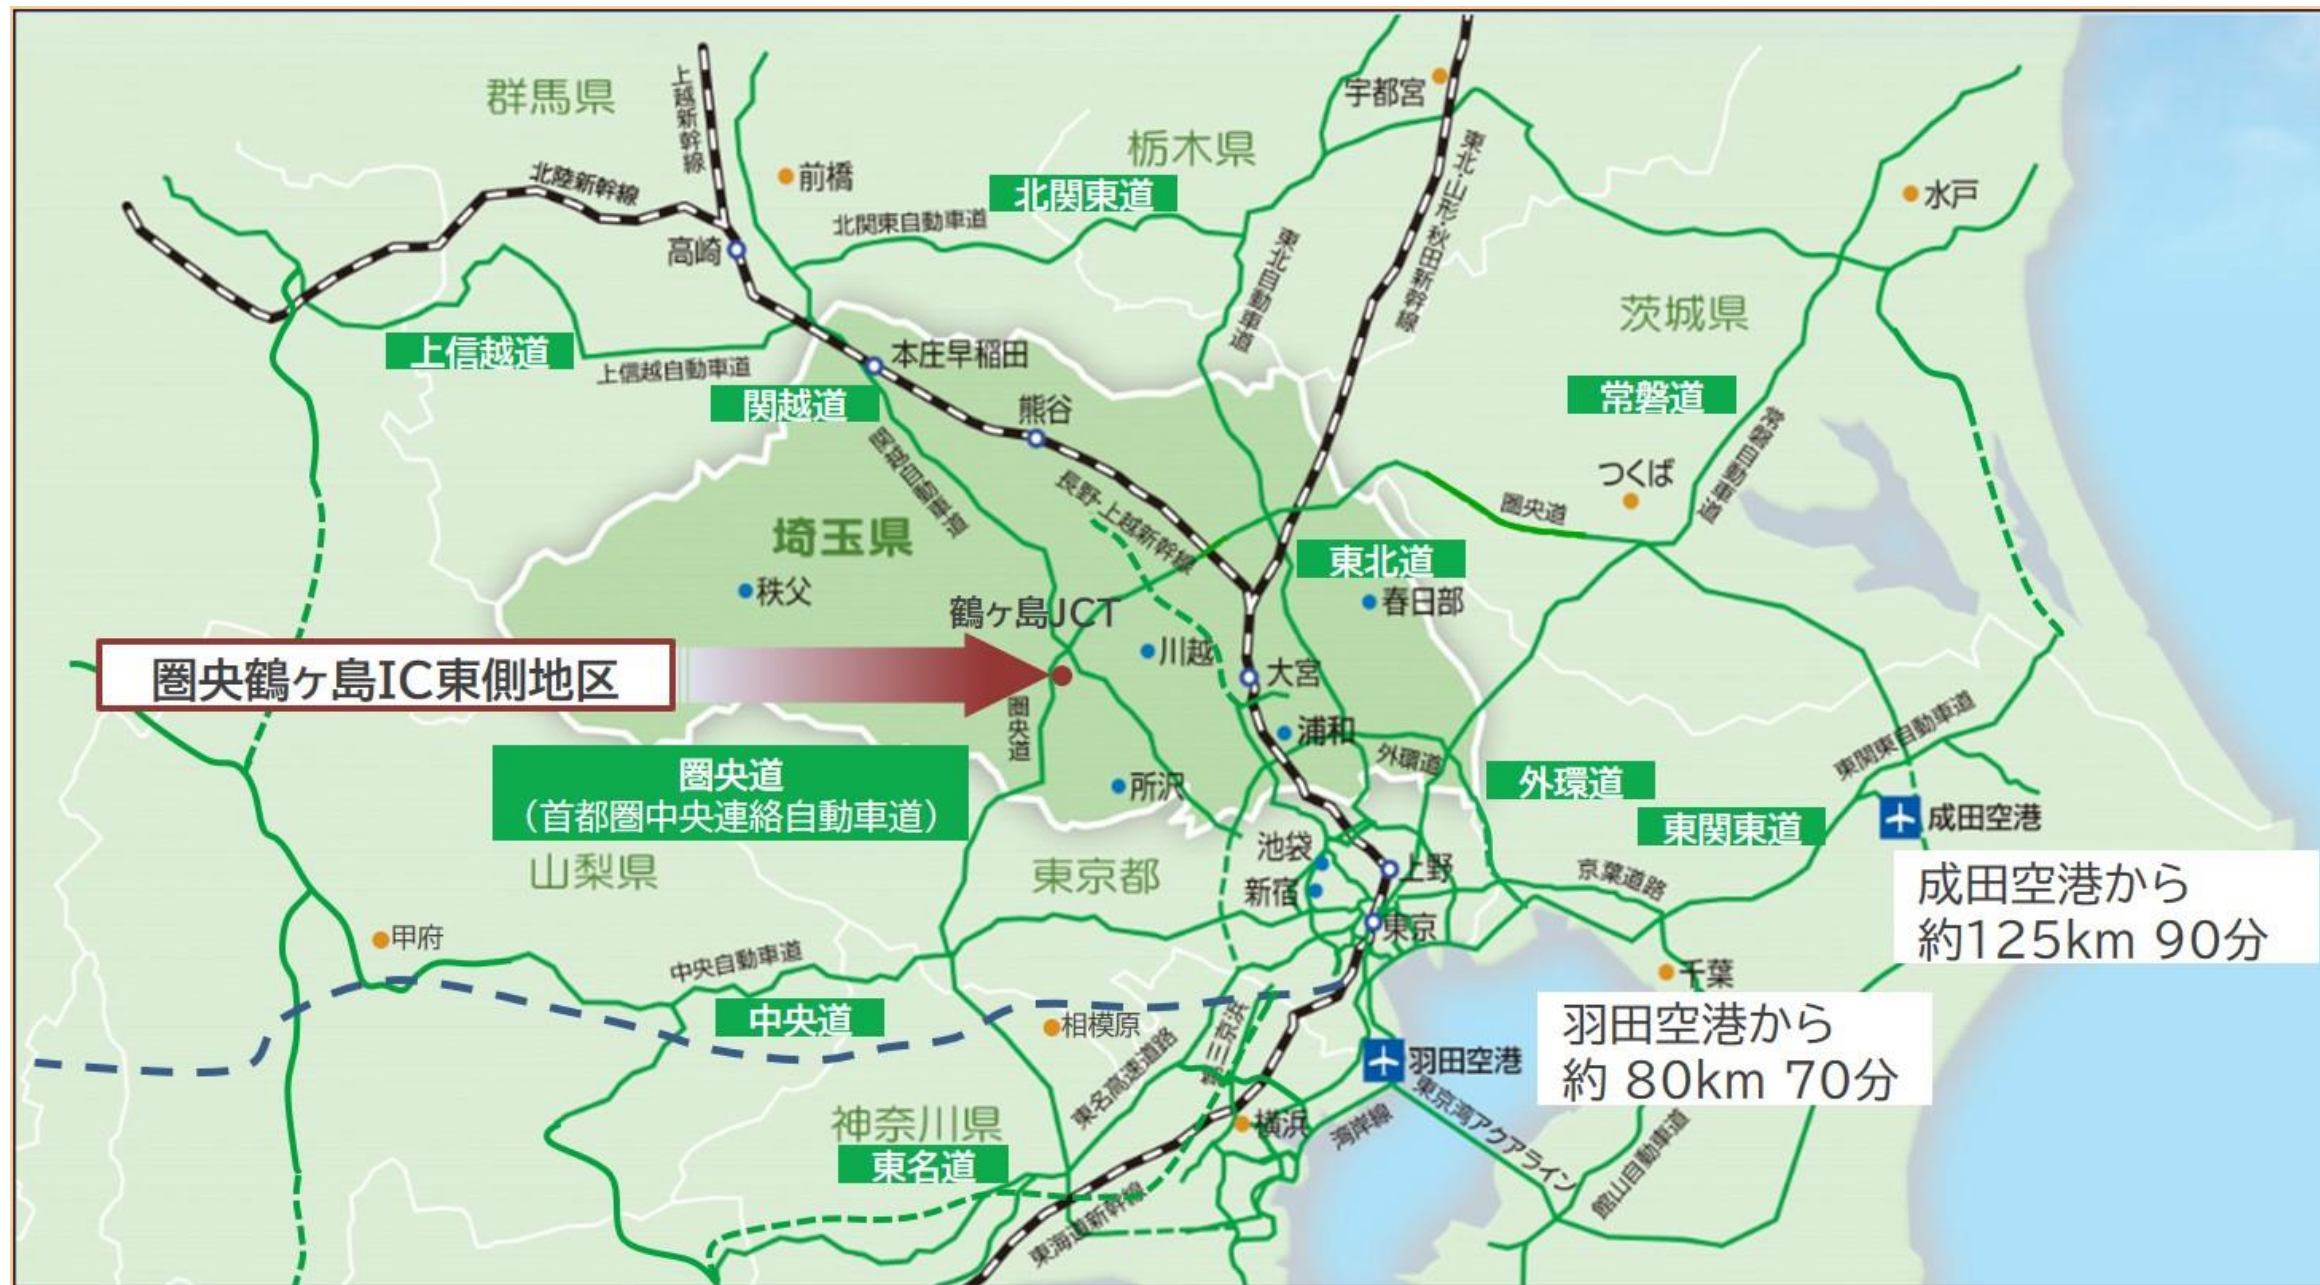 群馬県
上越新幹線
宇都宮
栃木県
前橋
北陸新幹線
北関東道
水戸
北関東自動車道
高崎
東北自動車道
東北・山形・秋田新幹線
茨城県
上信越道
上信越自動車道
本庄早稲田
関越道
熊谷
常磐道
常磐自動車道
つくば
圏央道
長野・上越新幹線
埼玉県
東北道
秩父
鶴ヶ島JCT
春日部
川越
圏央鶴ヶ島IC東側地区
大宮
圏央道
浦和
外環道
東関東自動車道
圏央道
（首都圏中央連絡自動車道）
所沢
外環道
東関東道
成田空港
池袋
上野
山梨県
東京都
新宿
京葉道路
成田空港から
約125km 90分
甲府
東京
中央自動車道
千葉
中央道
相模原
第三京浜
羽田空港から
約 80km 70分
羽田空港
東名高速道路
神奈川県
横浜
湾岸線
東京湾アクアライン
館山自動車道
東名道
東海道新幹線